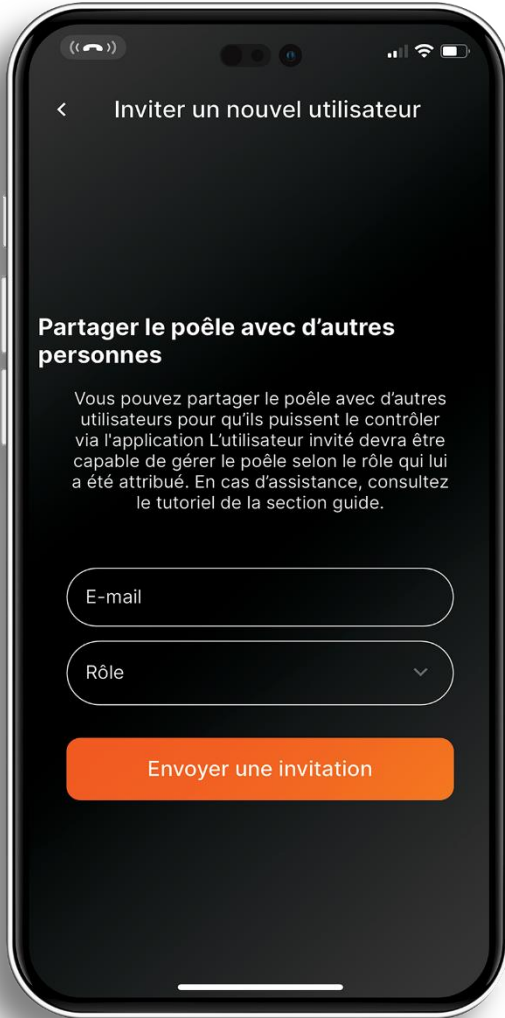 Inviter un nouvel utilisateur
Partager le poêle avec d’autres
personnes
Vous pouvez partager le poêle avec d’autres
utilisateurs pour qu’ils puissent le contrôler
via l'application L’utilisateur invité devra être
capable de gérer le poêle selon le rôle qui lui
a été attribué. En cas d’assistance, consultez
le tutoriel de la section guide.
E-mail
Rôle
Envoyer une invitation